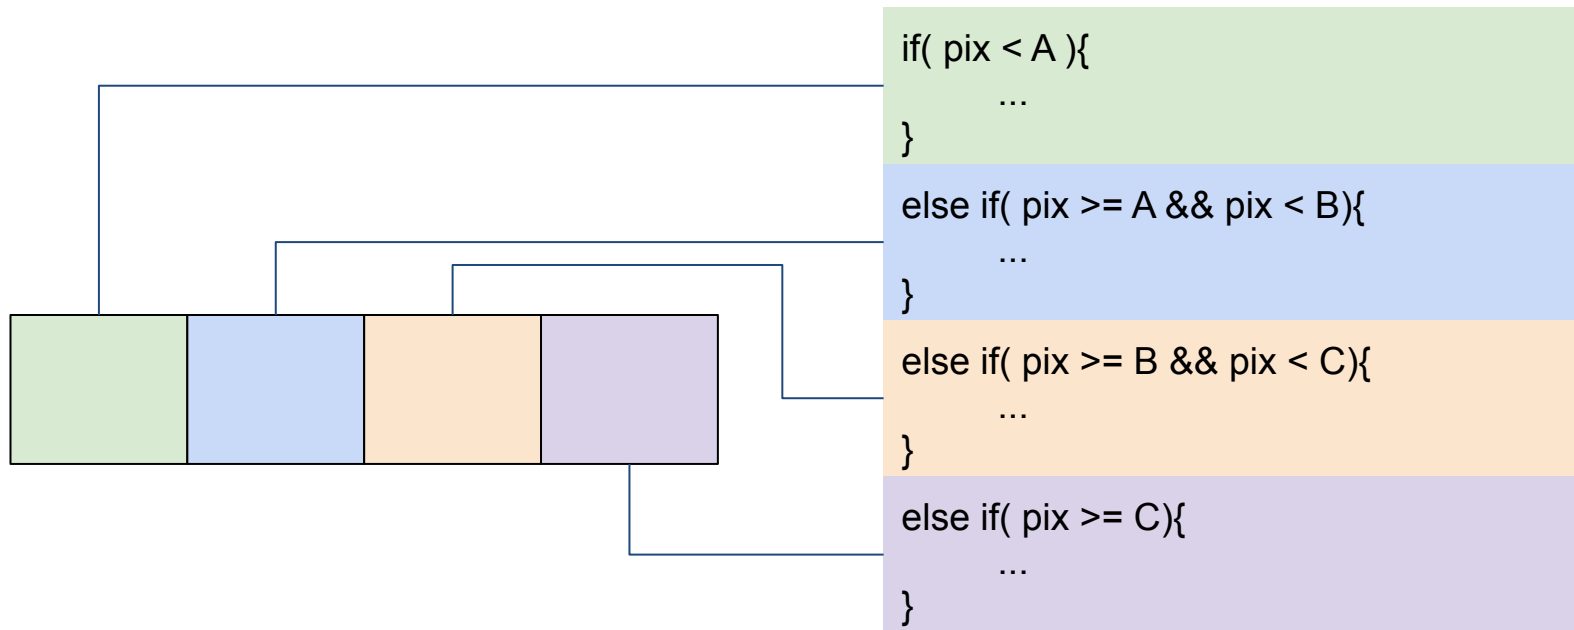 if( pix < A ){
...
}
else if( pix >= A && pix < B){
...
}
else if( pix >= B && pix < C){
...
}
else if( pix >= C){
...
}